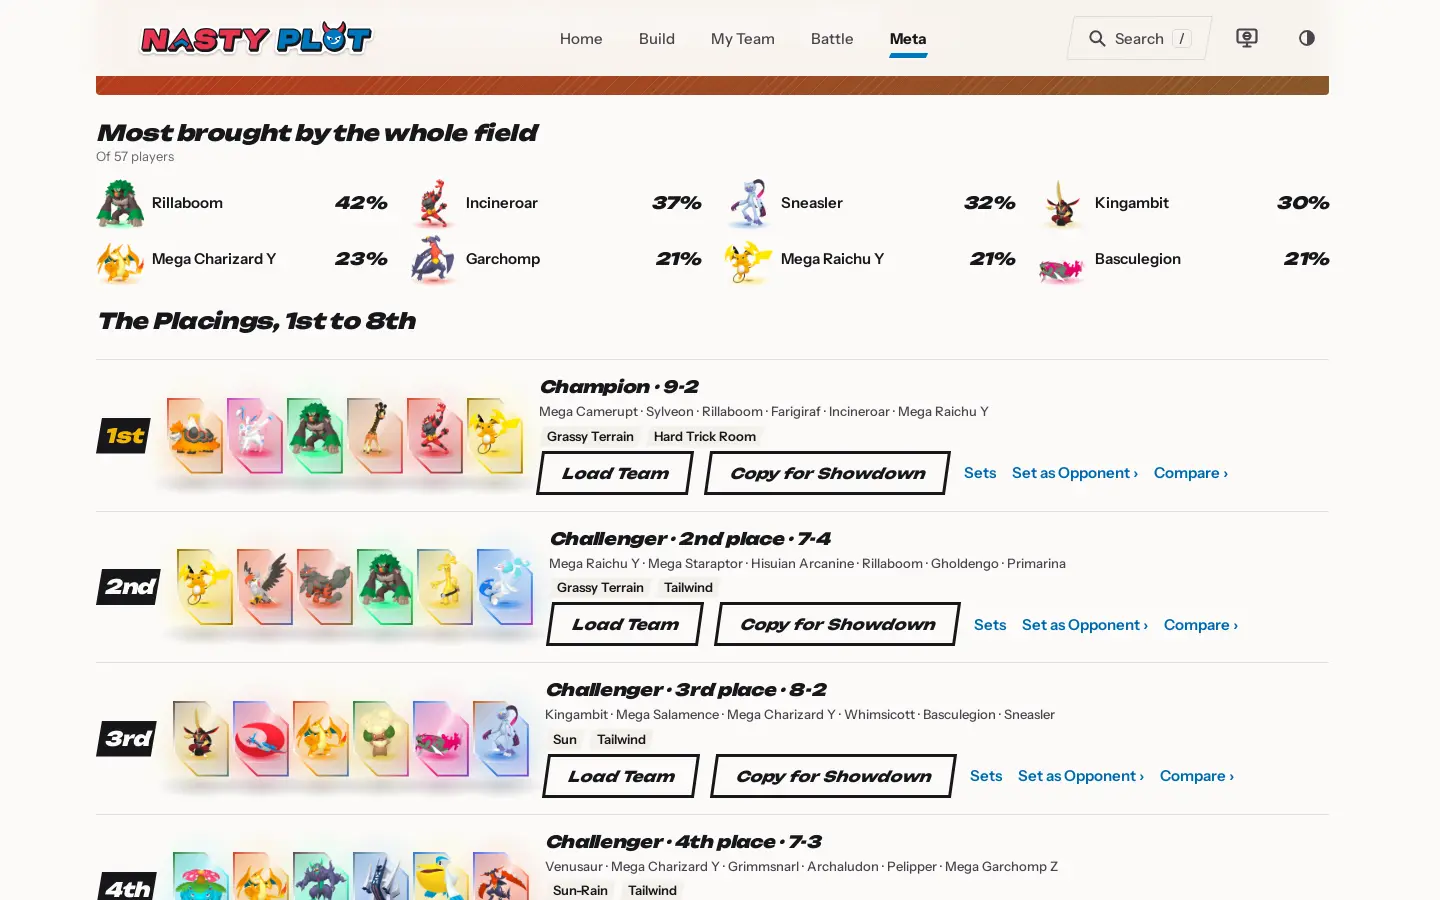 NASTY PLOT
Home
Build
My Team
Battle
Meta
Search /
Most brought by the whole field
Of 57 players
Rillaboom 42%
Incineroar 37%
Sneasler 32%
Kingambit 30%
Mega Charizard Y 23%
Garchomp 21%
Mega Raichu Y 21%
Basculegion 21%
The Placings, 1st to 8th
1st
Champion · 9-2
Mega Camerupt · Sylveon · Rillaboom · Farigiraf · Incineroar · Mega Raichu Y
Grassy Terrain Hard Trick Room
Load Team Copy for Showdown Sets Set as Opponent › Compare ›
2nd
Challenger · 2nd place · 7-4
Mega Raichu Y · Mega Staraptor · Hisuian Arcanine · Rillaboom · Gholdengo · Primarina
Grassy Terrain Tailwind
Load Team Copy for Showdown Sets Set as Opponent › Compare ›
3rd
Challenger · 3rd place · 8-2
Kingambit · Mega Salamence · Mega Charizard Y · Whimsicott · Basculegion · Sneasler
Sun Tailwind
Load Team Copy for Showdown Sets Set as Opponent › Compare ›
4th
Challenger · 4th place · 7-3
Venusaur · Mega Charizard Y · Grimmsnarl · Archaludon · Pelipper · Mega Garchomp Z
Sun-Rain Tailwind